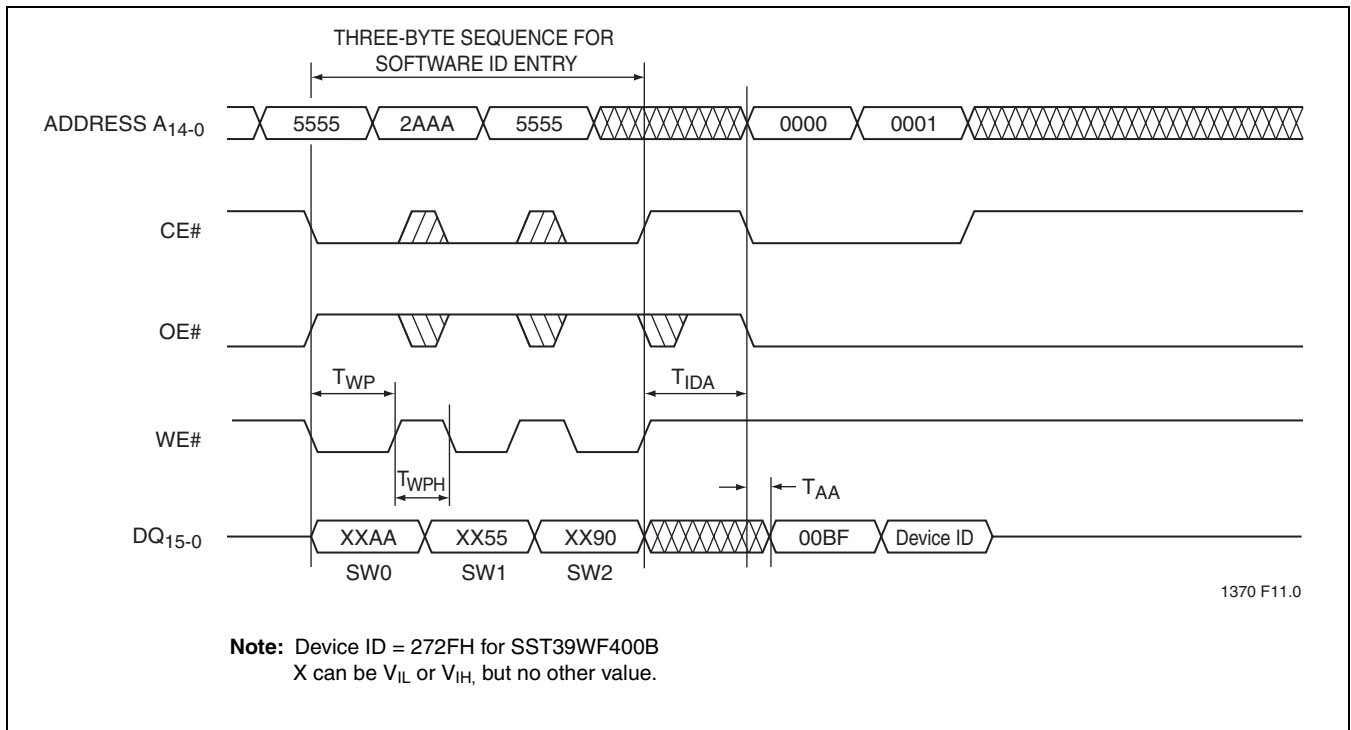 THREE-BYTE SEQUENCE FOR
SOFTWARE ID ENTRY
ADDRESS A14-0
5555
2AAA
5555
0000
0001
CE#
OE#
TWP
TIDA
WE#
TWPH
TAA
DQ15-0
XXAA
XX55
XX90
00BF
Device ID
SW0
SW1
SW2
1370 F11.0
Note: Device ID = 272FH for SST39WF400B
X can be VIL or VIH, but no other value.